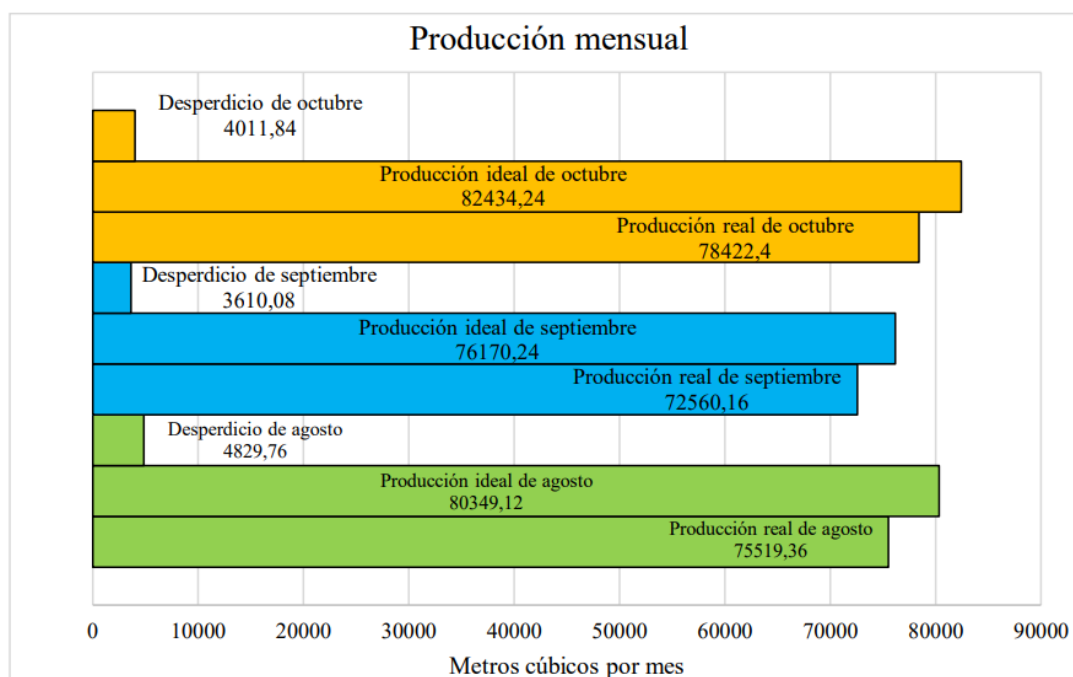 Producción mensual
Desperdicio de octubre
4011,84
Producción ideal de octubre
82434,24
Producción real de octubre
78422,4
Desperdicio de septiembre
3610,08
Producción ideal de septiembre
76170,24
Producción real de septiembre
72560,16
Desperdicio de agosto
4829,76
Producción ideal de agosto
80349,12
Producción real de agosto
75519,36
0 10000 20000 30000 40000 50000 60000 70000 80000 90000
Metros cúbicos por mes